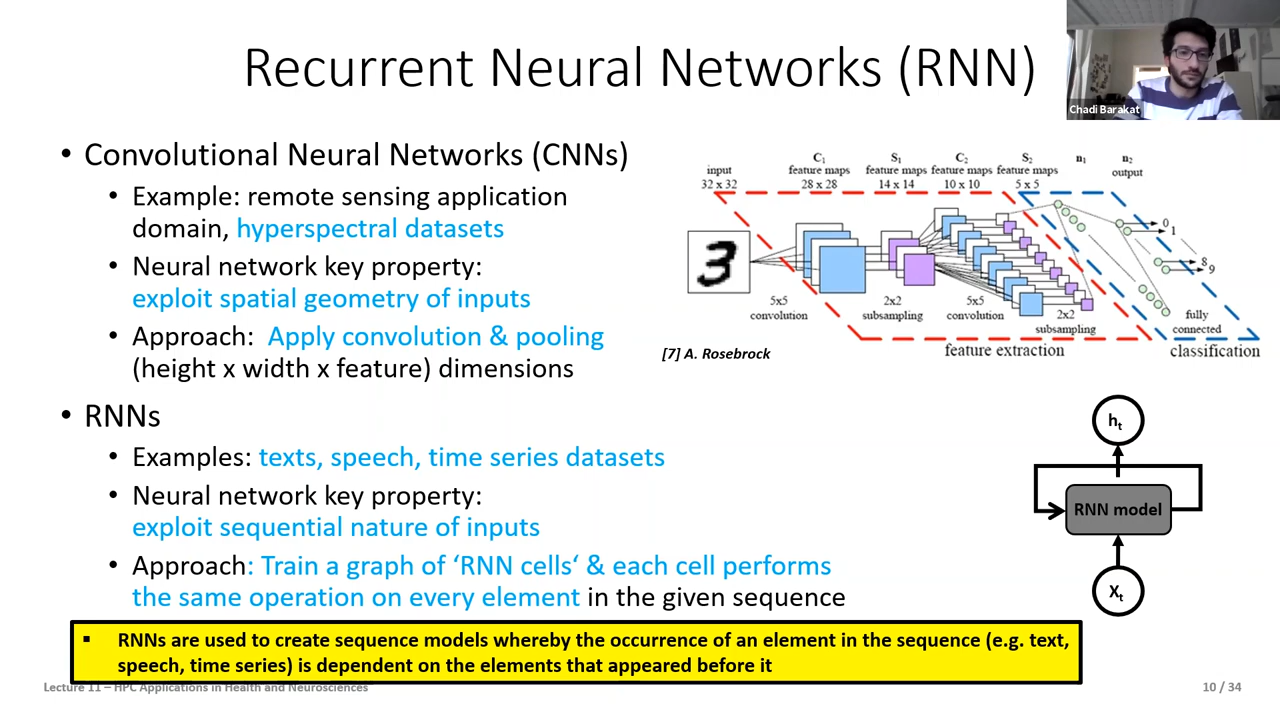 Recurrent Neural Networks (RNN)
Chadi Barakat
• Convolutional Neural Networks (CNNs)
• Example: remote sensing application
domain, hyperspectral datasets
• Neural network key property:
exploit spatial geometry of inputs
• Approach: Apply convolution & pooling
(height x width x feature) dimensions
input
32 x 32
C1
feature maps
28 x 28
S1
feature maps
14 x 14
C2
feature maps
10 x 10
S2
feature maps
5 x 5
n1
n2
output
3
0
1
8
9
5x5
convolution
2x2
subsampling
5x5
convolution
2x2
subsampling
fully
connected
feature extraction
classification
[7] A. Rosebrock
• RNNs
• Examples: texts, speech, time series datasets
• Neural network key property:
exploit sequential nature of inputs
• Approach: Train a graph of ‘RNN cells‘ & each cell performs
the same operation on every element in the given sequence
ht
RNN model
Xt
▪ RNNs are used to create sequence models whereby the occurrence of an element in the sequence (e.g. text,
speech, time series) is dependent on the elements that appeared before it
Lecture 11 – HPC Applications in Health and Neurosciences
10 / 34